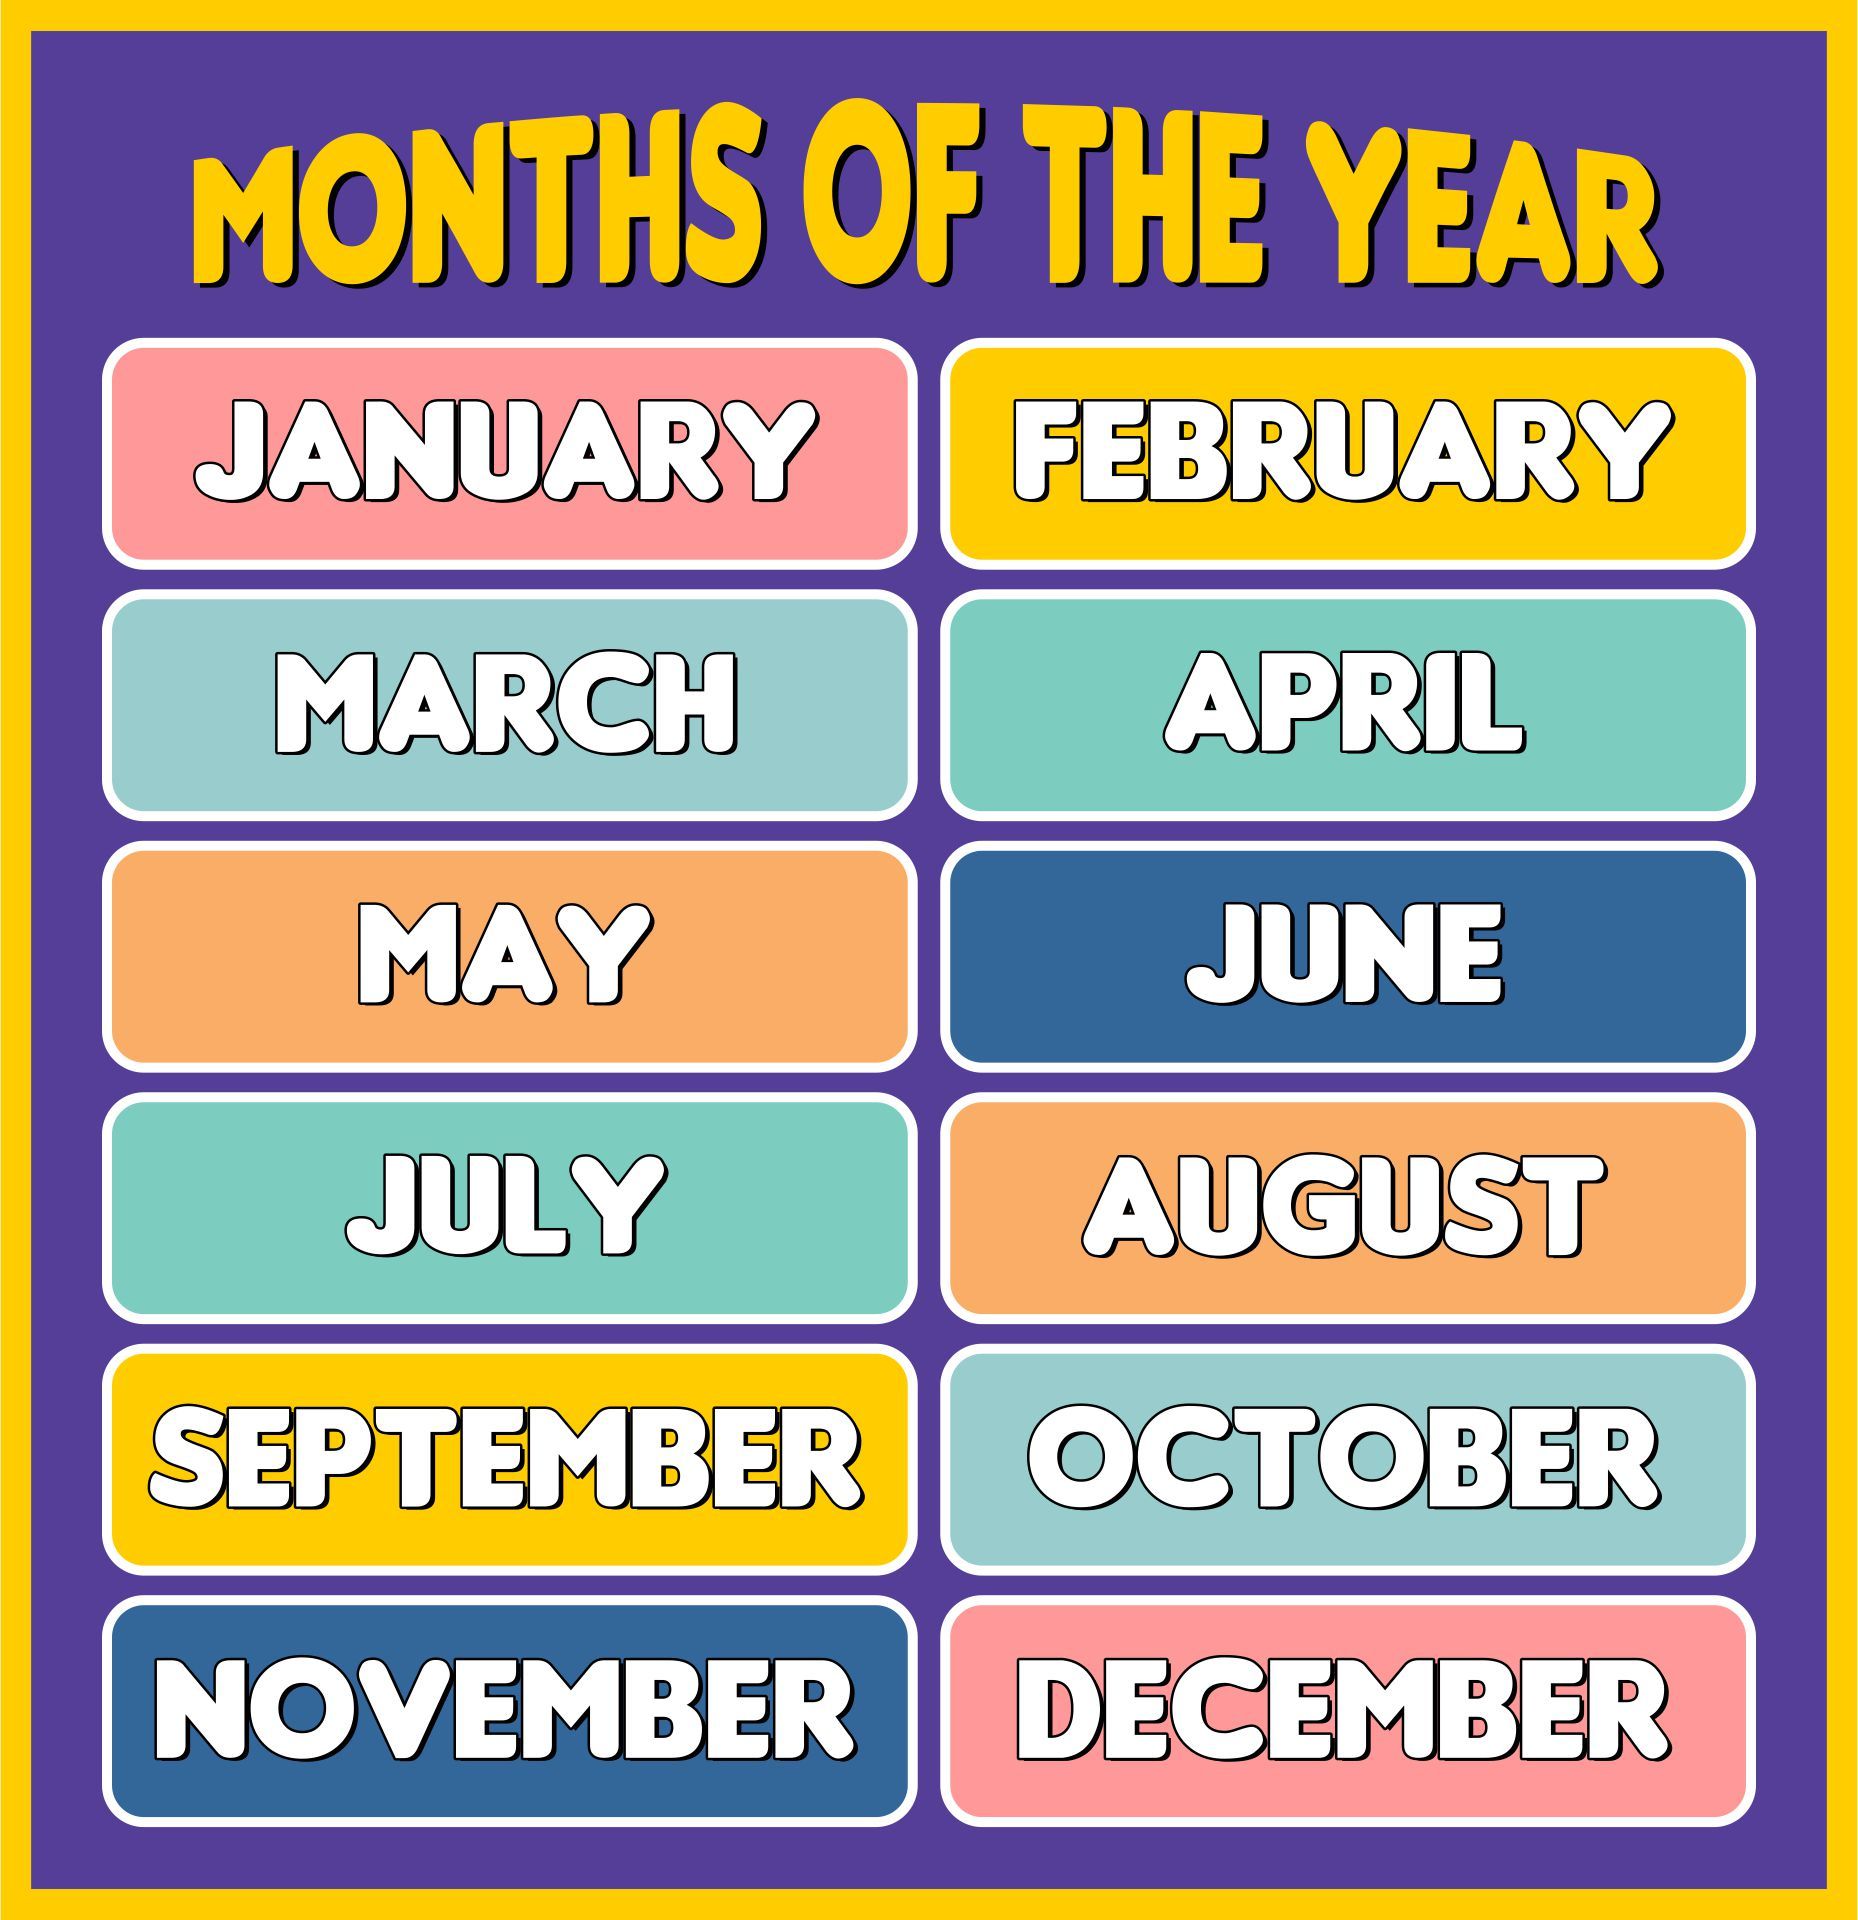 MONTHS OF THE YEAR
JANUARY
FEBRUARY
MARCH
APRIL
MAY
JUNE
JULY
AUGUST
SEPTEMBER
OCTOBER
NOVEMBER
DECEMBER